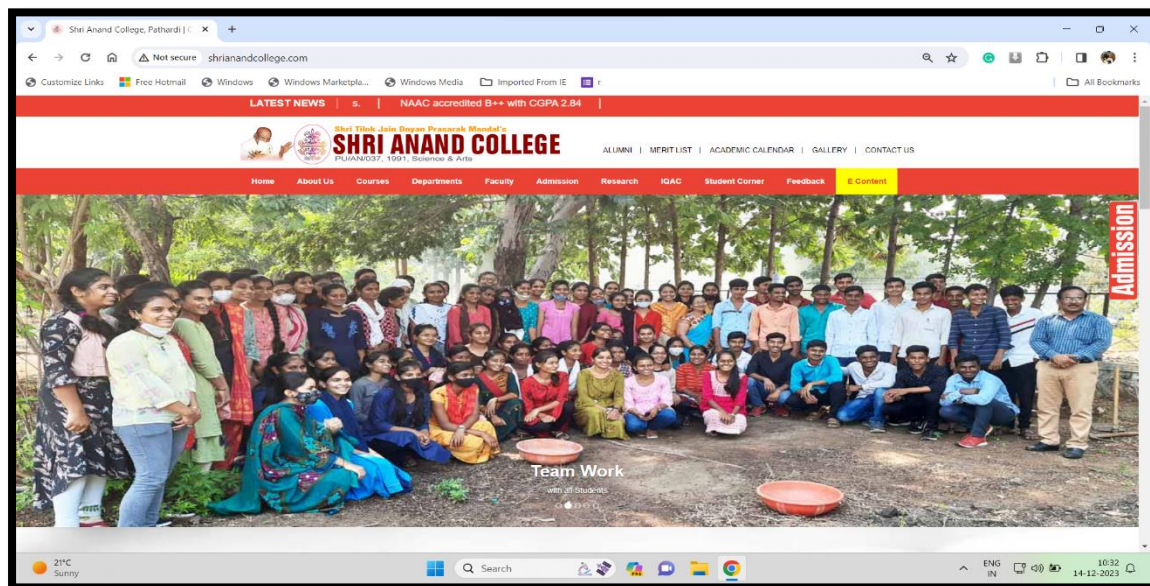 Shri Anand College, Pathardi | C
Not secure shrianandcollege.com
Customize Links Free Hotmail Windows Windows Marketpla... Windows Media Imported From IE r All Bookmarks
LATEST NEWS | s. | NAAC accredited B++ with CGPA 2.84 |
Shri Tilok Jain Dnyan Prasarak Mandal's
SHRI ANAND COLLEGE
PU/AN/037, 1991, Science & Arts
ALUMNI | MERIT LIST | ACADEMIC CALENDAR | GALLERY | CONTACT US
Home About Us Courses Departments Faculty Admission Research IQAC Student Corner Feedback E Content
Admission
Team Work
with all Students
21°C
Sunny
Search
ENG
IN
10:32
14-12-2023